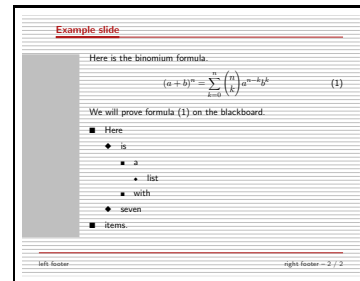 Example slide
Here is the binomium formula.
(a + b)^n = \sum_{k=0}^{n} \binom{n}{k} a^{n-k} b^k (1)
We will prove formula (1) on the blackboard.
■ Here
◆ is
■ a
◆ list
■ with
◆ seven
■ items.
left footer
right footer – 2 / 2